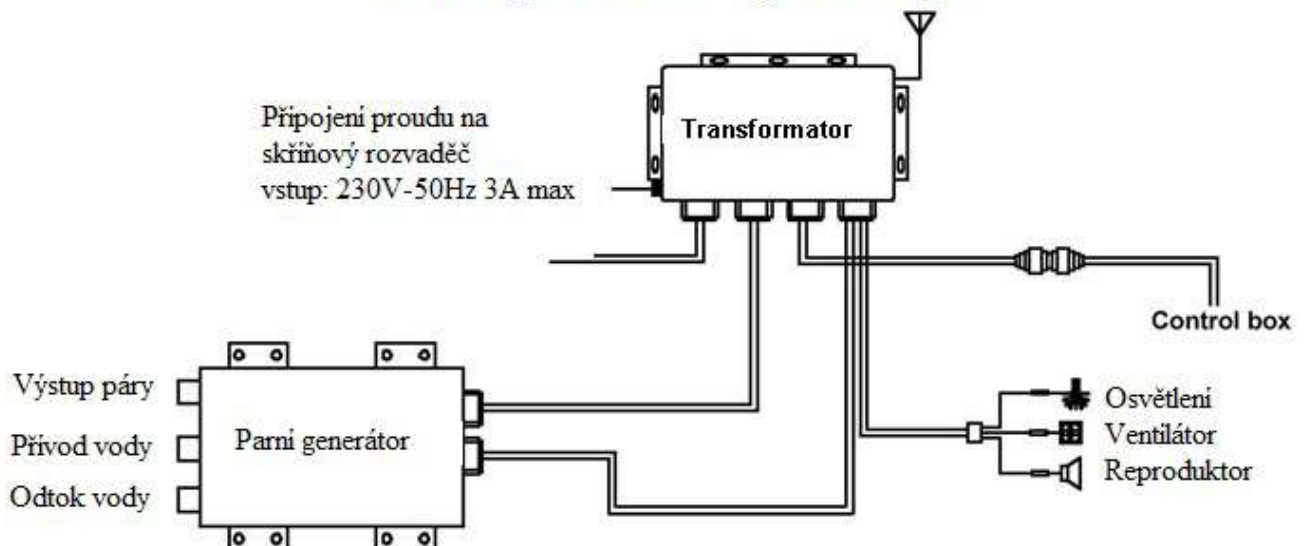 Připojení proudu na
skříňový rozvaděč
vstup: 230V-50Hz 3A max
Transformator
Control box
Výstup páry
Přívod vody
Odtok vody
Parní generátor
Osvětlení
Ventilátor
Reproduktor